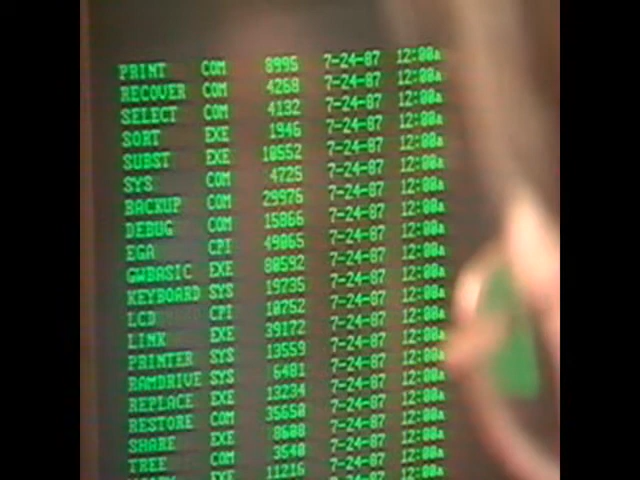 PRINT COM 8995 7-24-87 12:00a
RECOVER COM 4268 7-24-87 12:00a
SELECT COM 4132 7-24-87 12:00a
SORT EXE 1946 7-24-87 12:00a
SUBST EXE 10552 7-24-87 12:00a
SYS COM 4725 7-24-87 12:00a
BACKUP COM 29976 7-24-87 12:00a
DEBUG COM 15866 7-24-87 12:00a
EGA CPI 49065 7-24-87 12:00a
GWBASIC EXE 80592 7-24-87 12:00a
KEYBOARD SYS 19735 7-24-87 12:00a
LCD CPI 10752 7-24-87 12:00a
LINK EXE 39172 7-24-87 12:00a
PRINTER SYS 13559 7-24-87 12:00a
RAMDRIVE SYS 6481 7-24-87 12:00a
REPLACE EXE 13234 7-24-87 12:00a
RESTORE COM 35650 7-24-87 12:00a
SHARE EXE 8608 7-24-87 12:00a
TREE COM 3540 7-24-87 12:00a
11216 7-24-87 12:00a